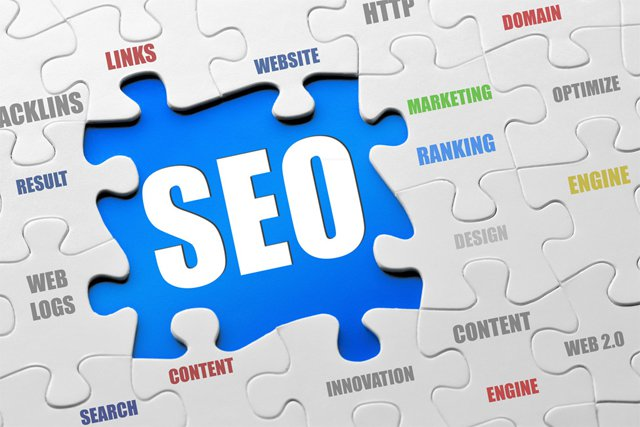 HTTP
DOMAIN
LINKS
WEBSITE
ACKLINS
MARKETING
OPTIMIZE
RANKING
RESULT
SEO
ENGINE
DESIGN
WEB
LOGS
CONTENT
WEB 2.0
CONTENT
INNOVATION
ENGINE
SEARCH